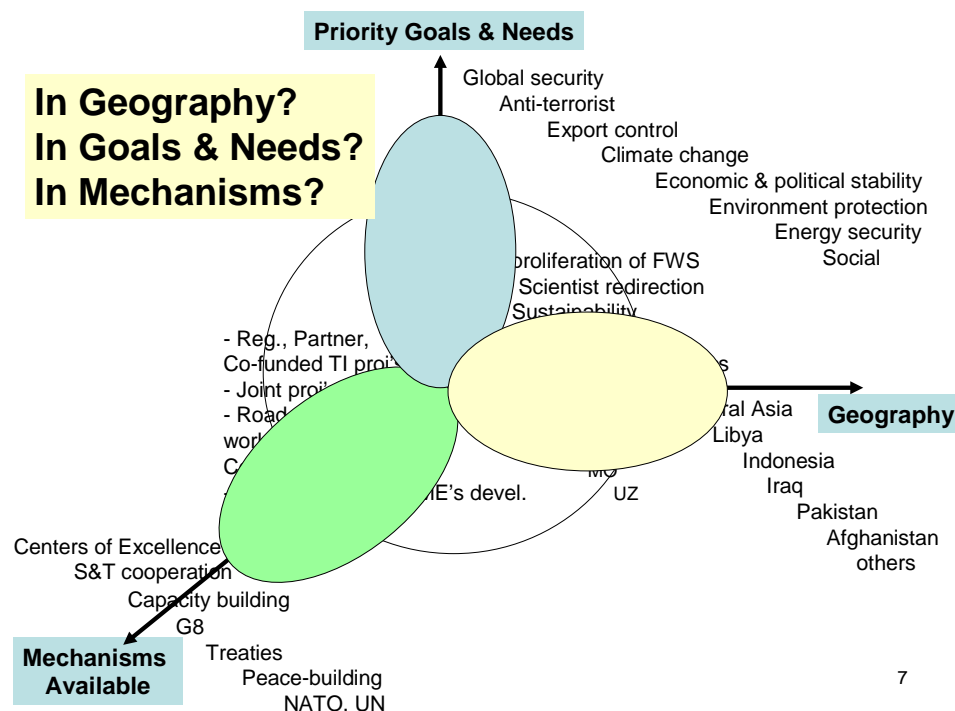 Priority Goals & Needs
In Geography?
In Goals & Needs?
In Mechanisms?
Global security
Anti-terrorist
Export control
Climate change
Economic & political stability
Environment protection
Energy security
Social
proliferation of FWS
Scientist redirection
Sustainability
- Reg., Partner,
Co-funded TI proj's
- Joint
-
devel.
Geography
Asia
Libya
Indonesia
Iraq
Pakistan
Afghanistan
others
UZ
Centers of Excellence
S&T cooperation
Capacity building
G8
Treaties
Peace-building
NATO, UN
Mechanisms
Available
7